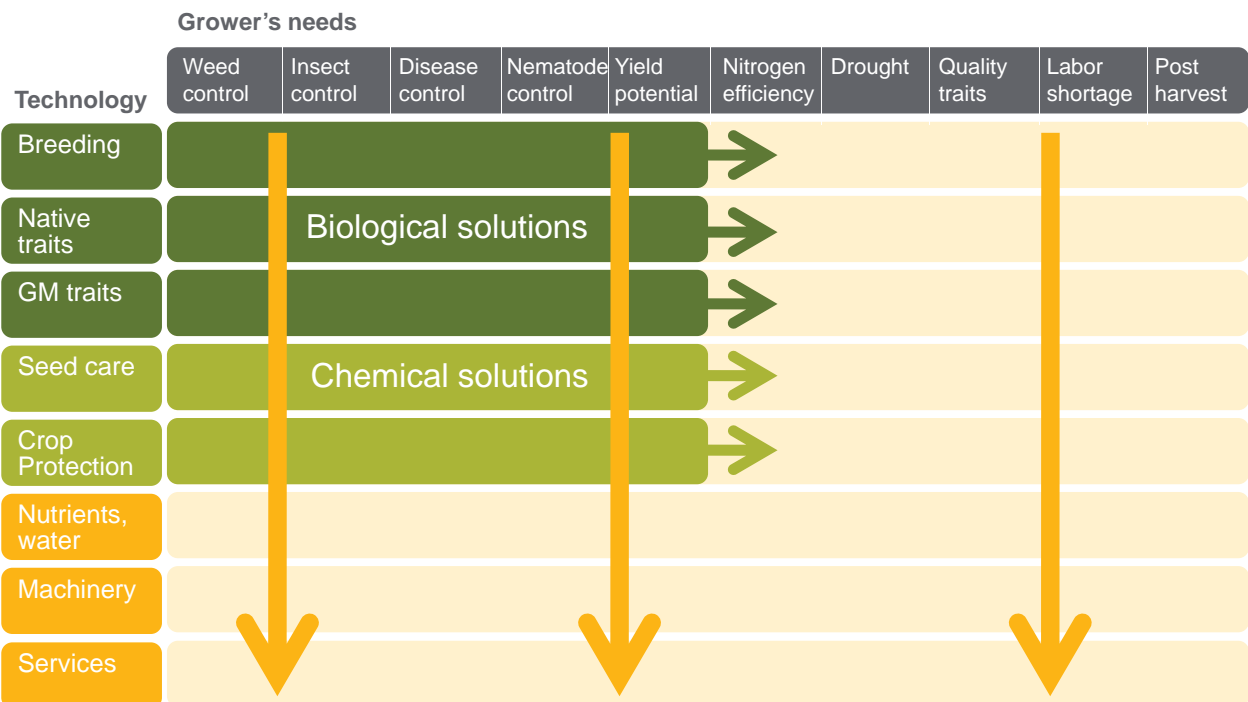 Grower’s needs
Technology
Weed control
Insect control
Disease control
Nematode control
Yield potential
Nitrogen efficiency
Drought
Quality traits
Labor shortage
Post harvest
Breeding
Native traits
Biological solutions
GM traits
Seed care
Chemical solutions
Crop Protection
Nutrients, water
Machinery
Services